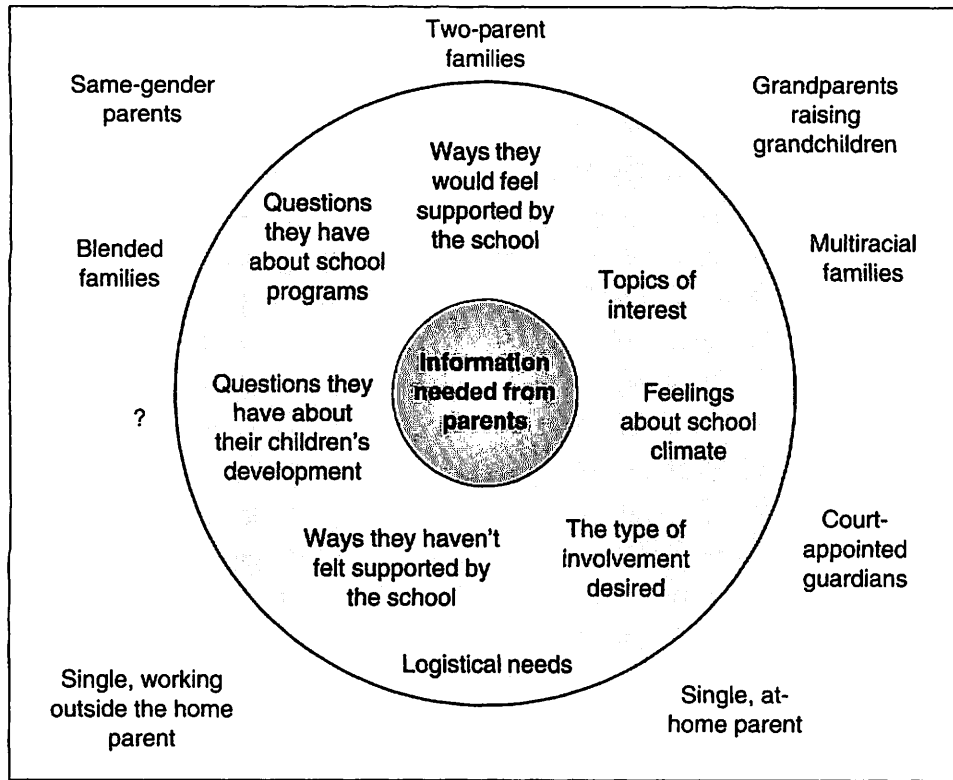 Two-parent
families
Same-gender
parents
Grandparents
raising
grandchildren
Ways they
would feel
supported by
the school
Questions
they have
about school
programs
Blended
families
Multiracial
families
Topics of
interest
Information
needed from
parents
Questions they
have about
their children's
development
?
Feelings
about school
climate
Ways they haven't
felt supported by
the school
The type of
involvement
desired
Court-
appointed
guardians
Logistical needs
Single, working
outside the home
parent
Single, at-
home parent